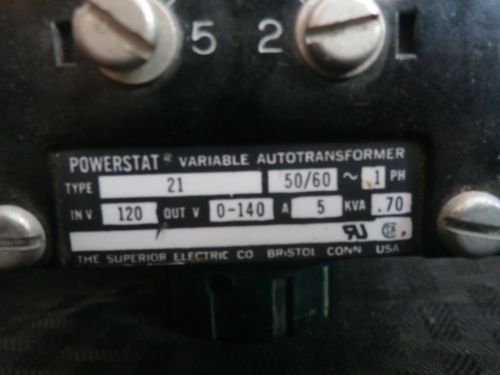 5 2
POWERSTAT® VARIABLE AUTOTRANSFORMER
TYPE 21 50/60 ~ 1 PH
IN V 120 OUT V 0-140 A 5 KVA .70
THE SUPERIOR ELECTRIC CO BRISTOL CONN USA